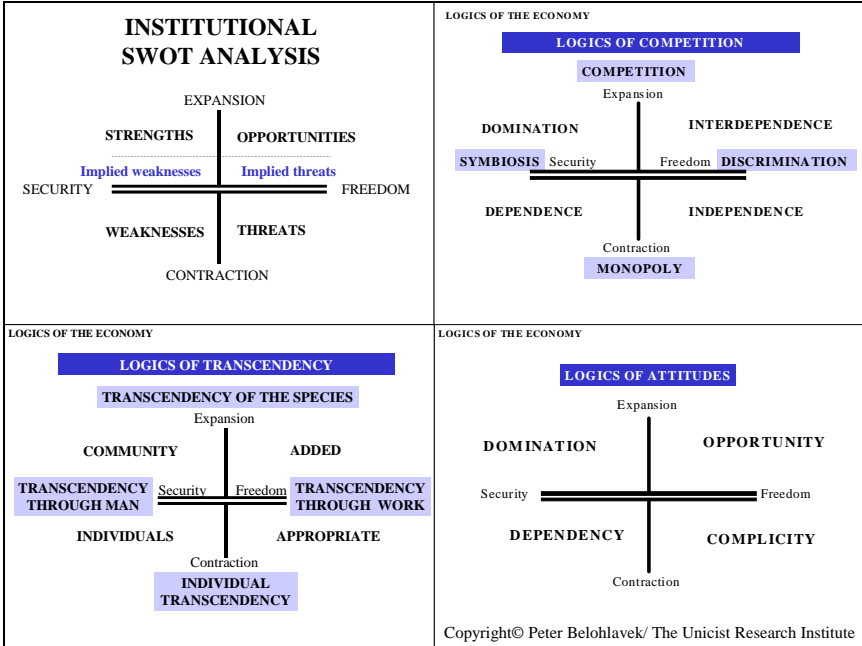 INSTITUTIONAL
SWOT ANALYSIS
EXPANSION
STRENGTHS OPPORTUNITIES
Implied weaknesses Implied threats
SECURITY FREEDOM
WEAKNESSES THREATS
CONTRACTION
LOGICS OF THE ECONOMY
LOGICS OF COMPETITION
COMPETITION
Expansion
DOMINATION INTERDEPENDENCE
SYMBIOSIS Security Freedom DISCRIMINATION
DEPENDENCE INDEPENDENCE
Contraction
MONOPOLY
LOGICS OF THE ECONOMY
LOGICS OF TRANSCENDENCY
TRANSCENDENCY OF THE SPECIES
Expansion
COMMUNITY ADDED
TRANSCENDENCY Security Freedom TRANSCENDENCY
THROUGH MAN THROUGH WORK
INDIVIDUALS APPROPRIATE
Contraction
INDIVIDUAL
TRANSCENDENCY
LOGICS OF THE ECONOMY
LOGICS OF ATTITUDES
Expansion
DOMINATION OPPORTUNITY
Security Freedom
DEPENDENCY COMPLICITY
Contraction
Copyright© Peter Belohlavek/ The Unicist Research Institute